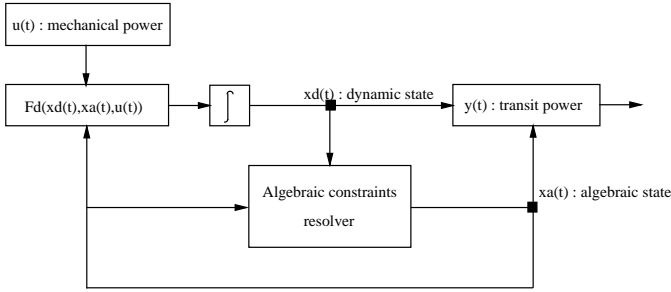 u(t) : mechanical power
Fd(xd(t),xa(t),u(t))
∫
xd(t) : dynamic state
y(t) : transit power
Algebraic constraints
resolver
xa(t) : algebraic state